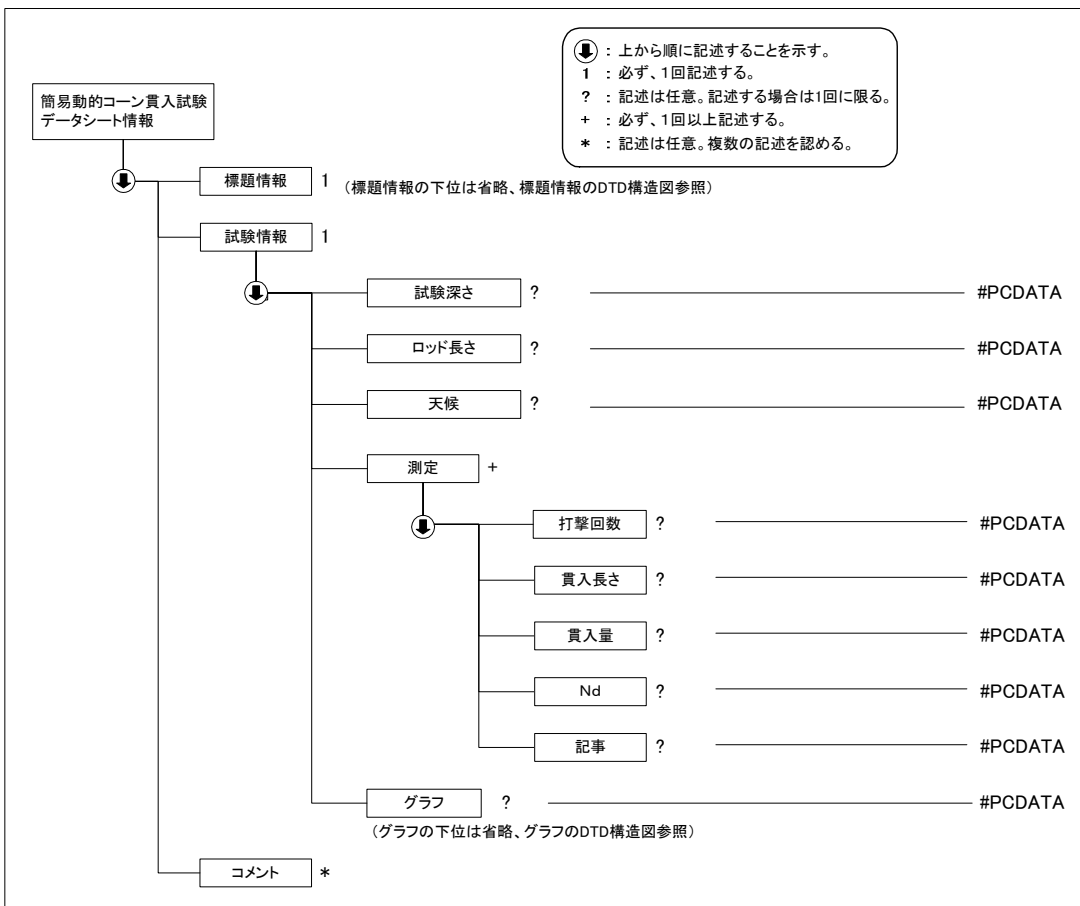 : 上から順に記述することを示す。
1 : 必ず、1回記述する。
? : 記述は任意。記述する場合は1回に限る。
+ : 必ず、1回以上記述する。
* : 記述は任意。複数の記述を認める。
簡易動的コーン貫入試験
データシート情報
標題情報 1 (標題情報の下位は省略、標題情報のDTD構造図参照)
試験情報 1
試験深さ ? #PCDATA
ロッド長さ ? #PCDATA
天候 ? #PCDATA
測定 +
打撃回数 ? #PCDATA
貫入長さ ? #PCDATA
貫入量 ? #PCDATA
Nd ? #PCDATA
記事 ? #PCDATA
グラフ ? #PCDATA
(グラフの下位は省略、グラフのDTD構造図参照)
コメント *